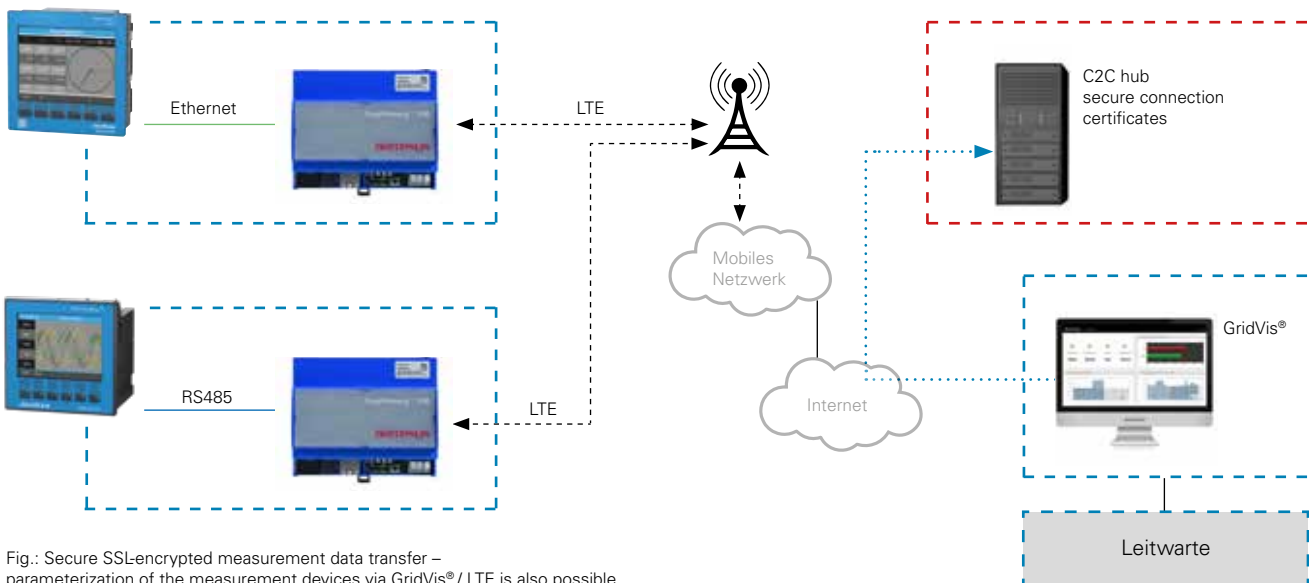 Ethernet
LTE
C2C hub
secure connection
certificates
Mobiles
Netzwerk
GridVis®
RS485
LTE
Internet
Leitwarte
Fig.: Secure SSL-encrypted measurement data transfer –
parameterization of the measurement devices via GridVis® / LTE is also possible